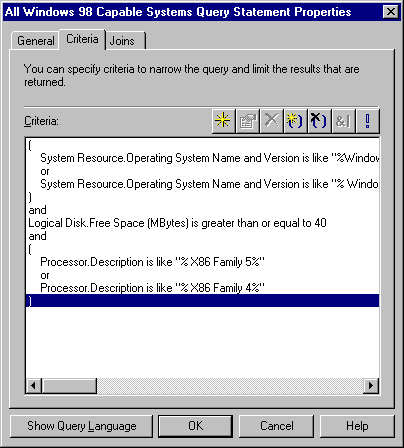 All Windows 98 Capable Systems Query Statement Properties
General Criteria Joins
You can specify criteria to narrow the query and limit the results that are
returned.
Criteria:
&| !
(
System Resource.Operating System Name and Version is like "%Window
or
System Resource.Operating System Name and Version is like "% Windo
)
and
Logical Disk.Free Space (MBytes) is greater than or equal to 40
and
(
Processor.Description is like "% X86 Family 5%"
or
Processor.Description is like "% X86 Family 4%"
)
Show Query Language OK Cancel Help